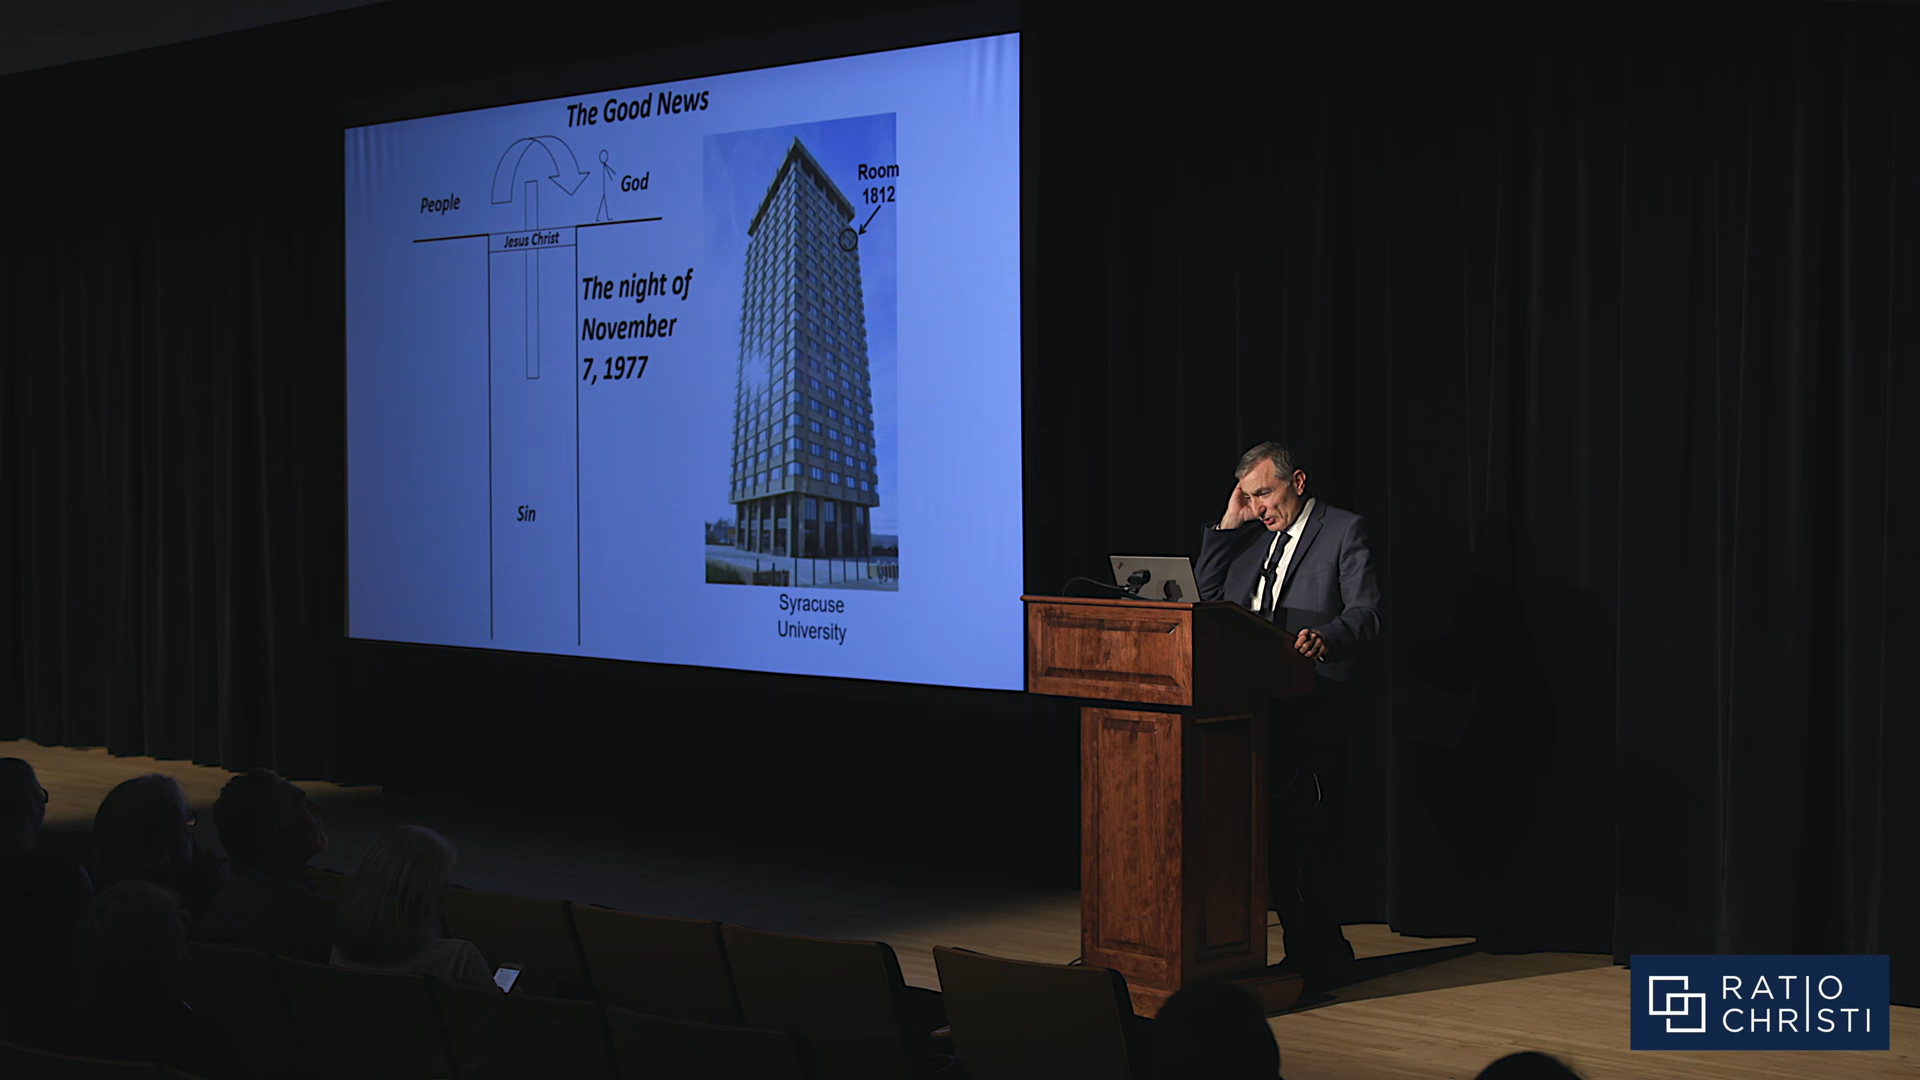 The Good News
People
God
Jesus Christ
The night of
November
7, 1977
Sin
Room
1812
Syracuse
University
RATIO
CHRISTI